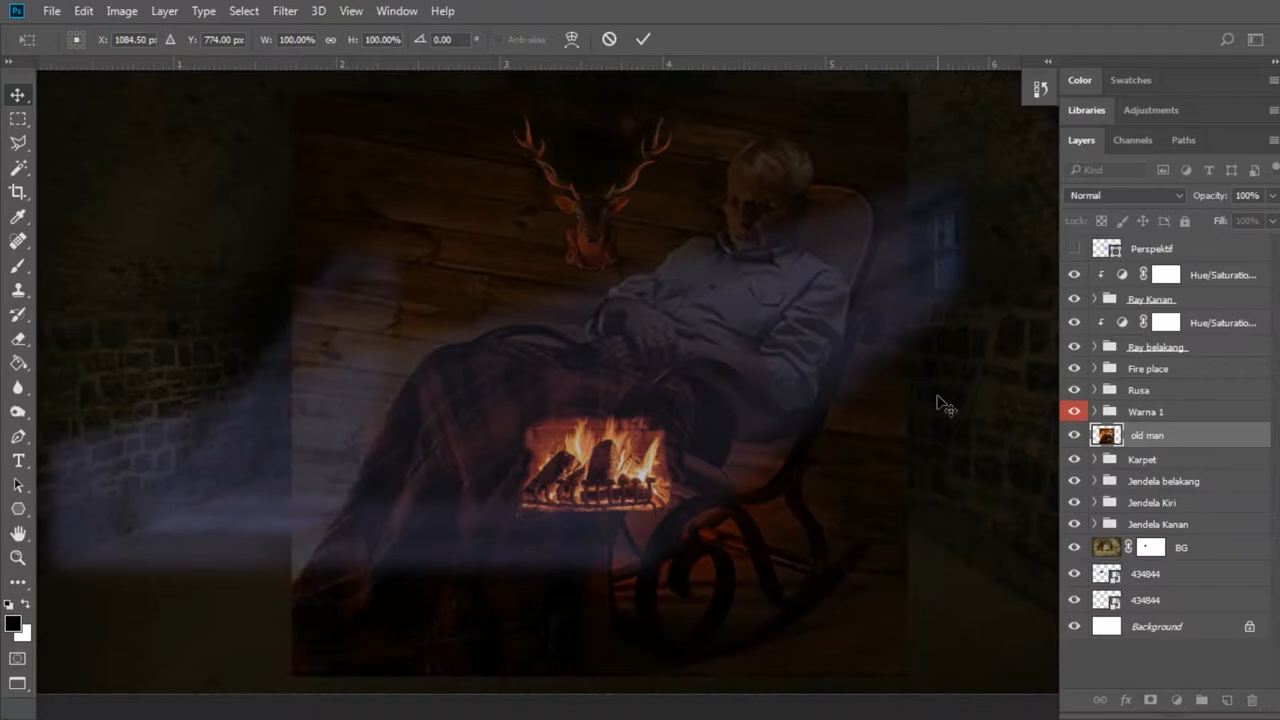 Ps File Edit Image Layer Type Select Filter 3D View Window Help
X: 1084.50 p: Y: 774.00 px W: 100.00% H: 100.00% 0.00 ° Anti-alias
1 2 3 4 5 6
Color Swatches
Libraries Adjustments
Layers Channels Paths
Kind
Normal Opacity: 100%
Lock: Fill: 100%
Perspektif
Hue/Saturatio...
Ray Kanan
Hue/Saturatio...
Ray belakang
Fire place
Rusa
Warna 1
old man
Karpet
Jendela belakang
Jendela Kiri
Jendela Kanan
BG
434844
434844
Background
fx